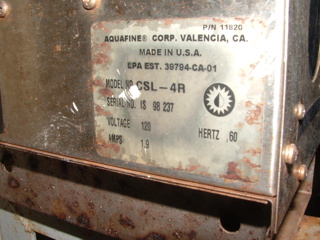 P/N 11820
AQUAFINE® CORP. VALENCIA, CA.
MADE IN U.S.A.
EPA EST. 39794-CA-01
MODEL NO. CSL-4R
SERIAL NO. IS 98 237
VOLTAGE 120 HERTZ 60
AMPS 1.9